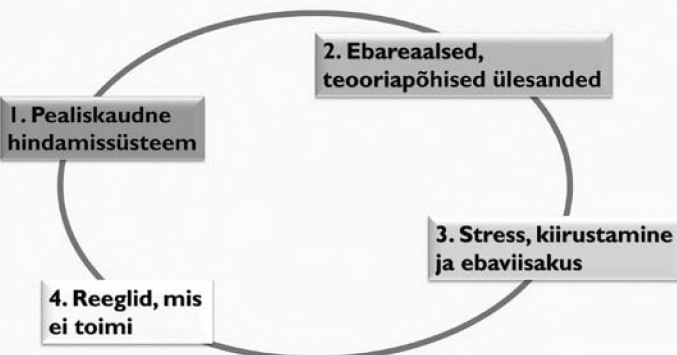 1. Pealiskaudne
hindamissüsteem
2. Ebareaalsed,
teooriapõhised ülesanded
3. Stress, kiirustamine
ja ebaviisakus
4. Reeglid, mis
ei toimi